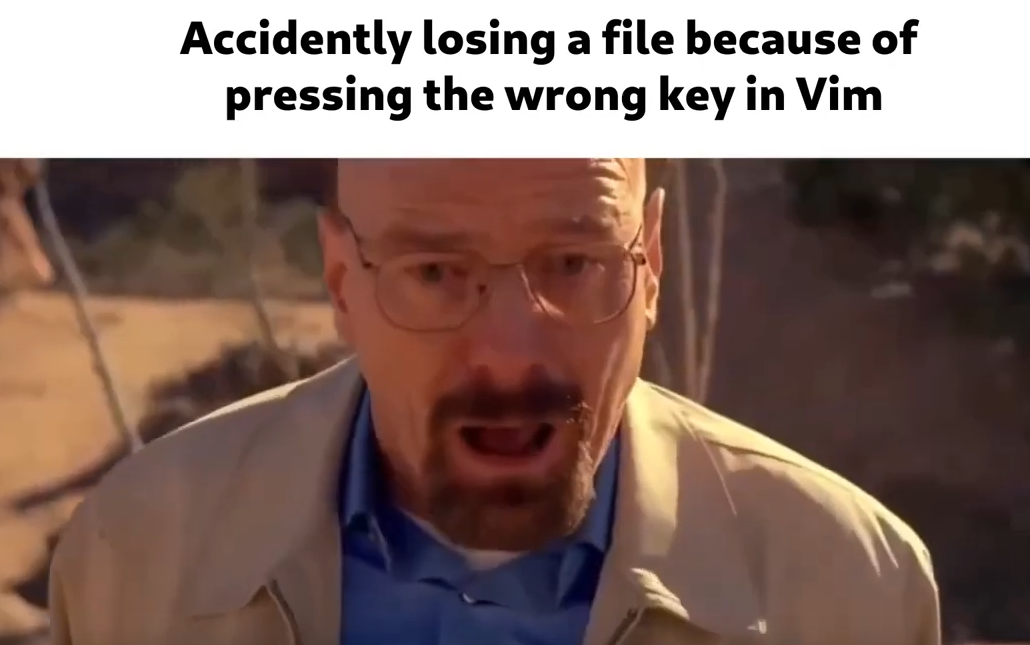 Accidently losing a file because of
pressing the wrong key in Vim